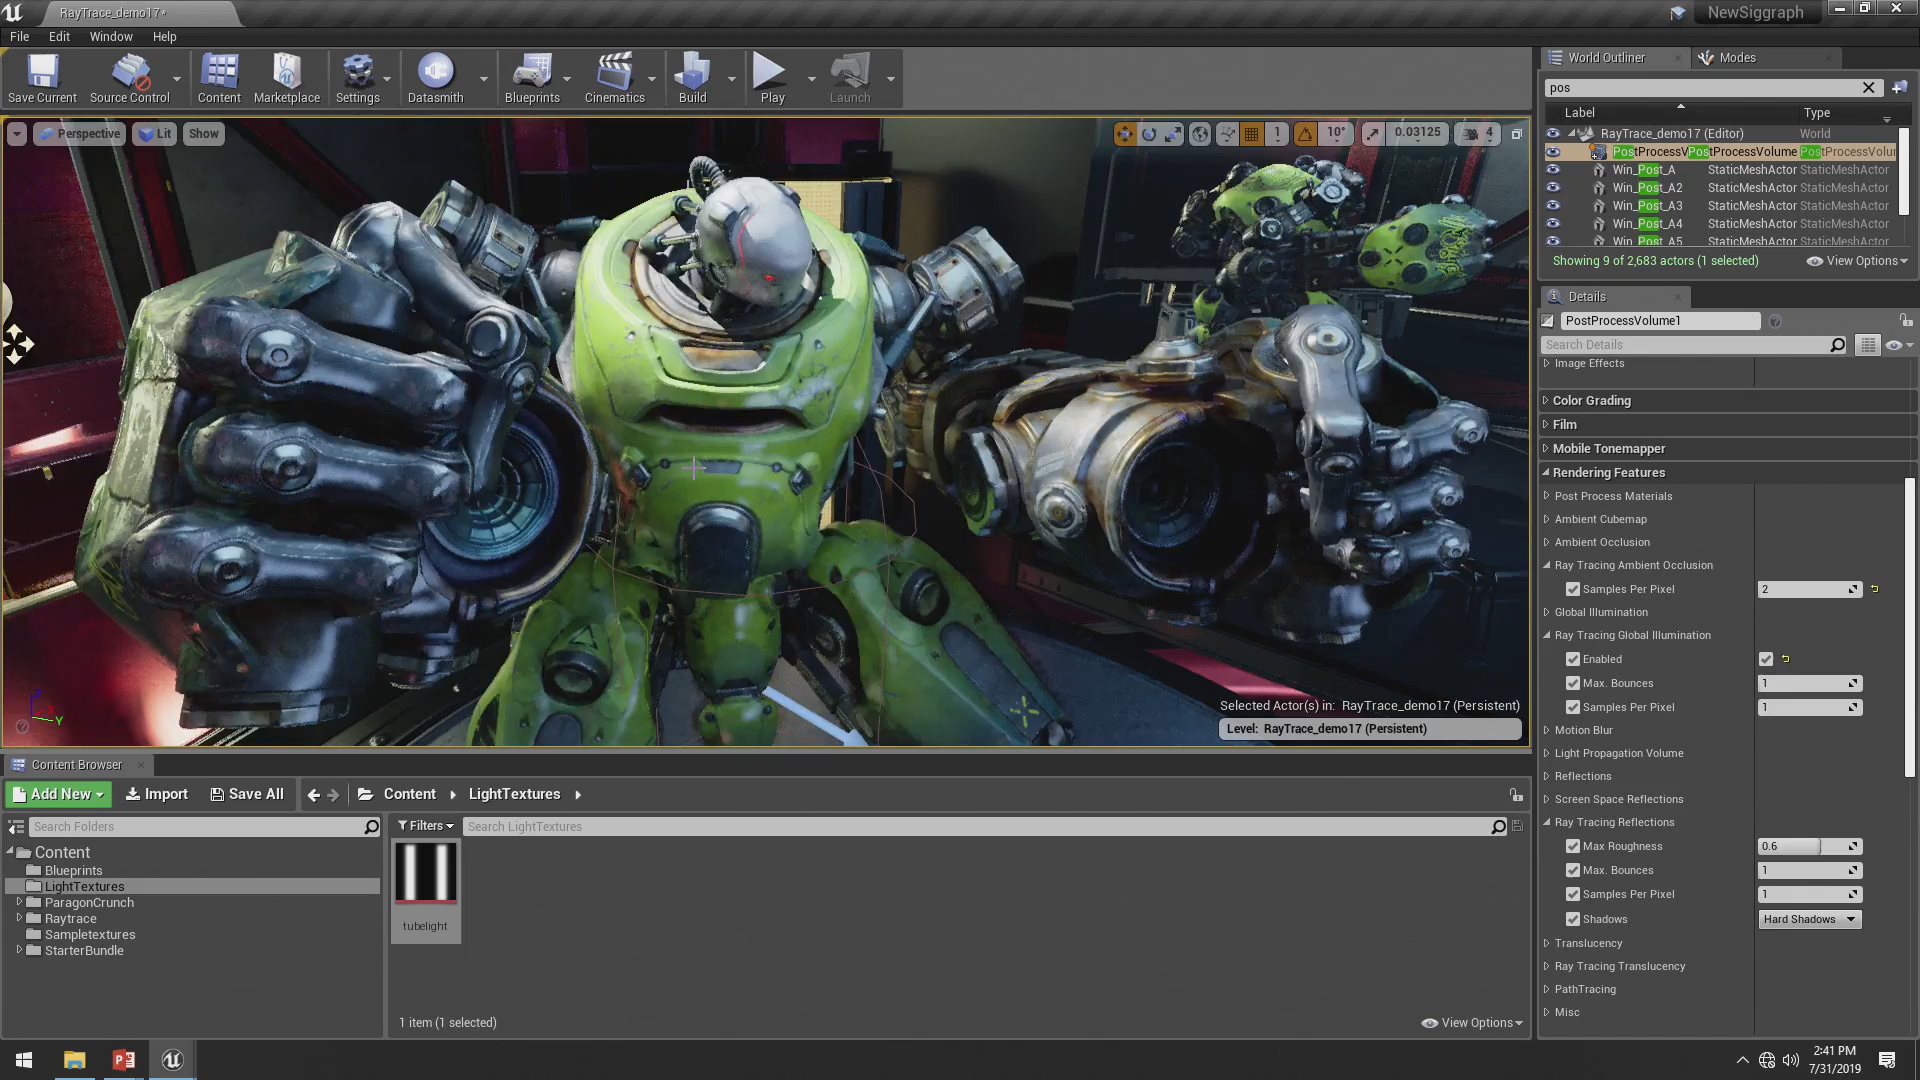 RayTrace_demo17*
NewSiggraph
File Edit Window Help
Save Current Source Control Content Marketplace Settings Datasmith Blueprints Cinematics Build Play Launch
Perspective Lit Show
1 10° 0.03125 4
World Outliner
Modes
pos
Label Type
RayTrace_demo17 (Editor) World
PostProcessVPostProcessVolume PostProcessVolur
Win_Post_A StaticMeshActor StaticMeshActor
Win_Post_A2 StaticMeshActor StaticMeshActor
Win_Post_A3 StaticMeshActor StaticMeshActor
Win_Post_A4 StaticMeshActor StaticMeshActor
Win_Post_A5 StaticMeshActor StaticMeshActor
Showing 9 of 2,683 actors (1 selected) View Options
Details
PostProcessVolume1
Search Details
Image Effects
Color Grading
Film
Mobile Tonemapper
Rendering Features
Post Process Materials
Ambient Cubemap
Ambient Occlusion
Ray Tracing Ambient Occlusion
Samples Per Pixel 2
Global Illumination
Ray Tracing Global Illumination
Enabled
Max. Bounces 1
Samples Per Pixel 1
Motion Blur
Light Propagation Volume
Reflections
Screen Space Reflections
Ray Tracing Reflections
Max Roughness 0.6
Max. Bounces 1
Samples Per Pixel 1
Shadows Hard Shadows
Translucency
Ray Tracing Translucency
PathTracing
Misc
Y
Selected Actor(s) in: RayTrace_demo17 (Persistent)
Level: RayTrace_demo17 (Persistent)
Content Browser
Add New Import Save All Content LightTextures
Search Folders
Filters Search LightTextures
Content
Blueprints
LightTextures
ParagonCrunch
Raytrace
Sampletextures
StarterBundle
tubelight
1 item (1 selected) View Options
2:41 PM
7/31/2019